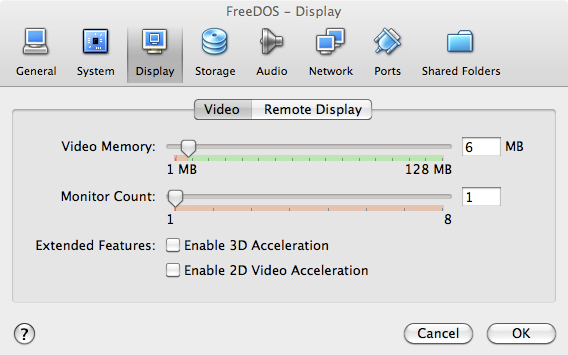 FreeDOS – Display
General System Display Storage Audio Network Ports Shared Folders
Video Remote Display
Video Memory: 6 MB
1 MB 128 MB
Monitor Count: 1
1 8
Extended Features: Enable 3D Acceleration
Enable 2D Video Acceleration
? Cancel OK